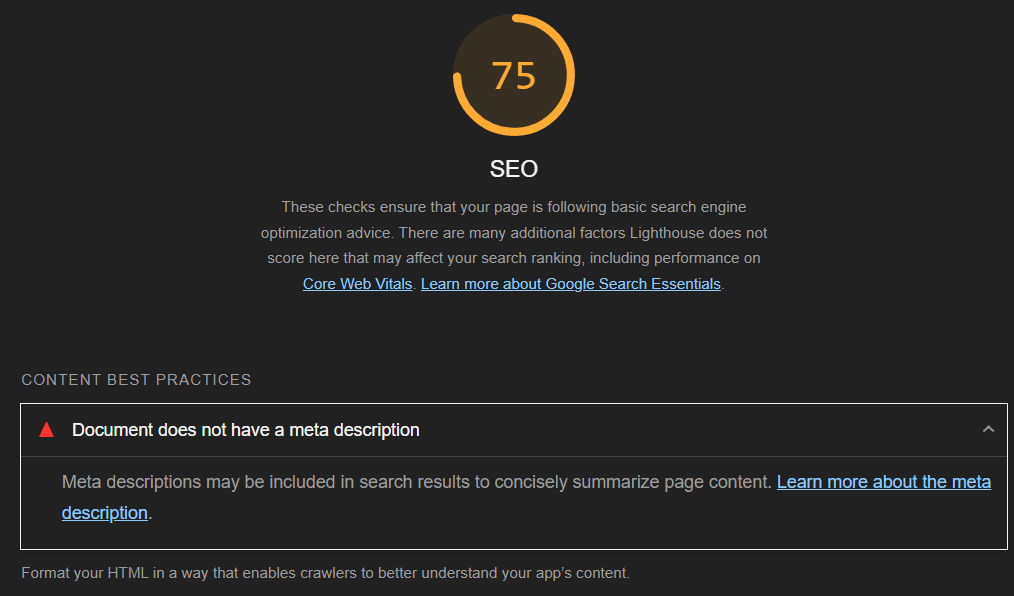 75
SEO
These checks ensure that your page is following basic search engine
optimization advice. There are many additional factors Lighthouse does not
score here that may affect your search ranking, including performance on
Core Web Vitals. Learn more about Google Search Essentials.
CONTENT BEST PRACTICES
Document does not have a meta description
Meta descriptions may be included in search results to concisely summarize page content. Learn more about the meta
description.
Format your HTML in a way that enables crawlers to better understand your app’s content.